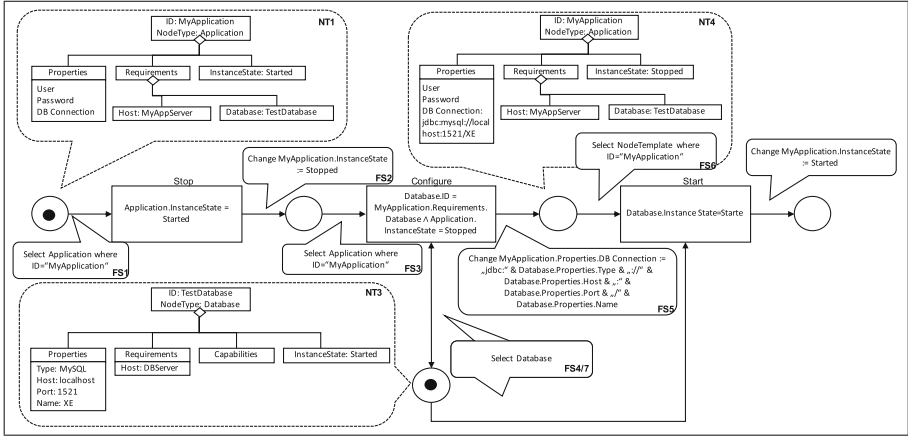 NT1
ID: MyApplication
NodeType: Application
Properties
User
Password
DB Connection
Requirements
InstanceState: Started
Host: MyAppServer
Database: TestDatabase
NT4
ID: MyApplication
NodeType: Application
Properties
User
Password
DB Connection:
jdbc:mysql://local
host:1521/XE
Requirements
InstanceState: Stopped
Host: MyAppServer
Database: TestDatabase
Change MyApplication.InstanceState
:= Stopped
FS2
Select NodeTemplate where
ID="MyApplication"
FS6
Change MyApplication.InstanceState
:= Started
Stop
Application.InstanceState =
Started
Configure
Database.ID =
MyApplication.Requirements.
Database ∧ Application.
InstanceState = Stopped
Start
Database.Instance State=Starte
Select Application where
ID="MyApplication"
FS1
Select Application where
ID="MyApplication"
FS3
Change MyApplication.Properties.DB Connection :=
„jdbc:“ & Database.Properties.Type & „://“ &
Database.Properties.Host & „:“ &
Database.Properties.Port & „/“ &
Database.Properties.Name
FS5
NT3
ID: TestDatabase
NodeType: Database
Properties
Type: MySQL
Host: localhost
Port: 1521
Name: XE
Requirements
Host: DBServer
Capabilities
InstanceState: Started
Select Database
FS4/7